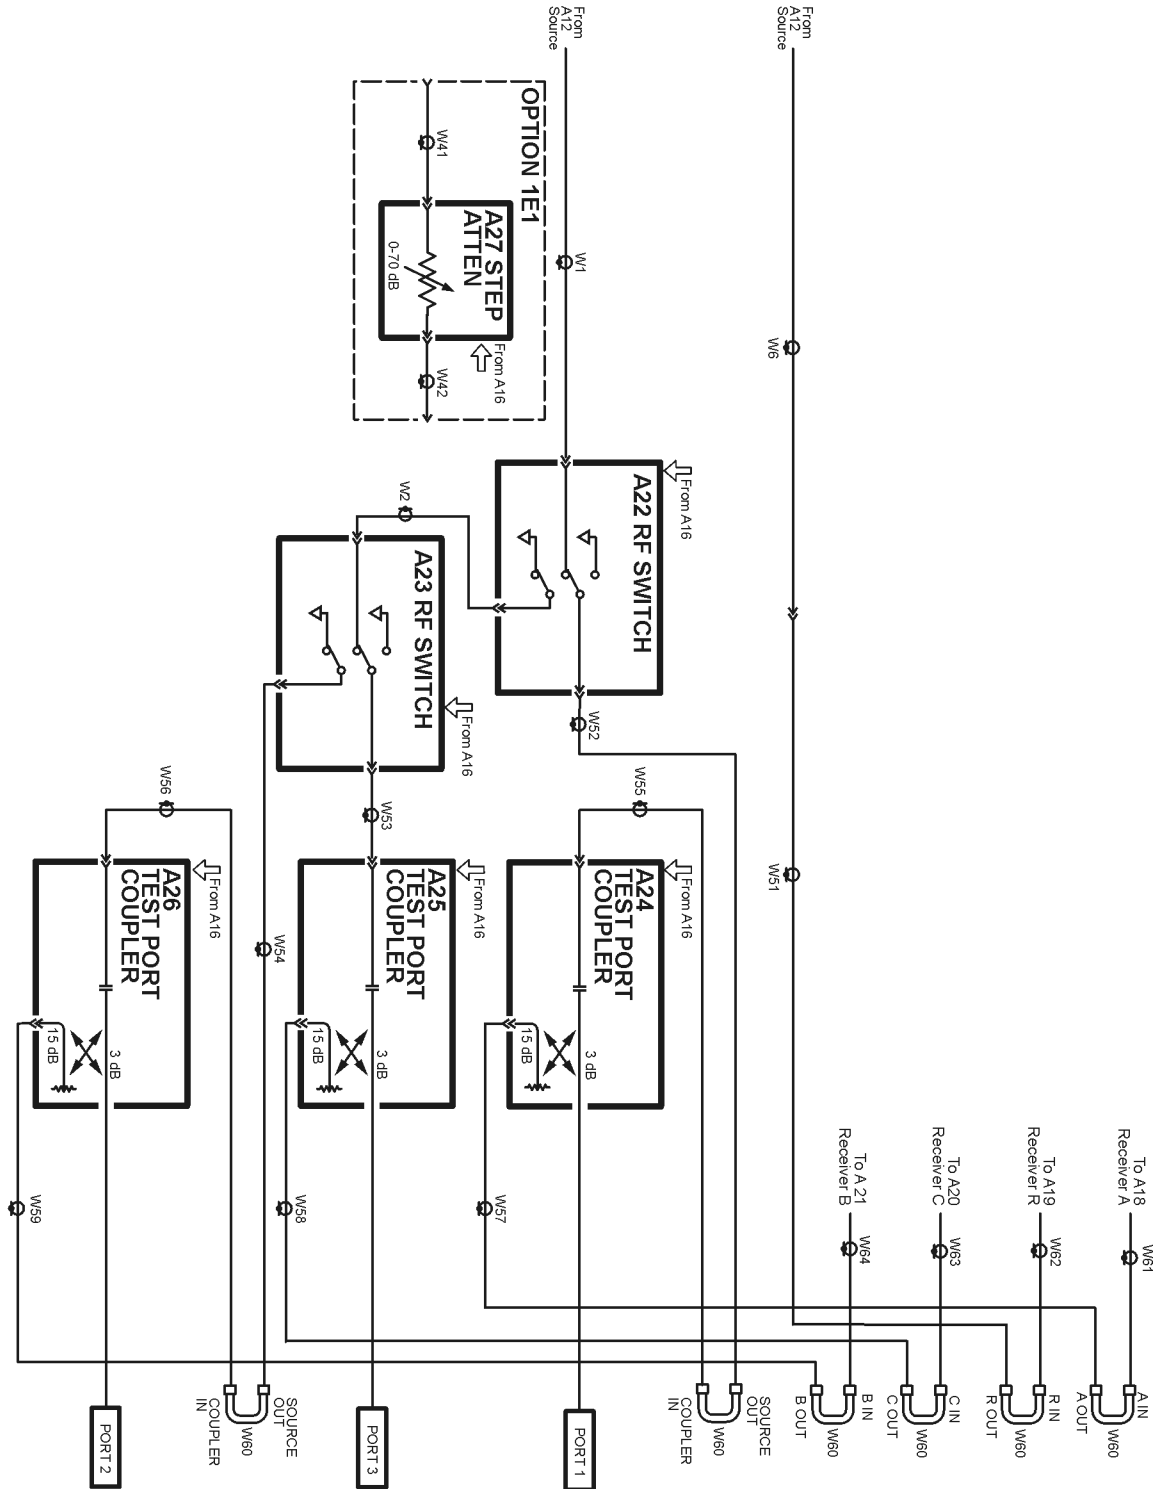 From
A12
Source
W6
W51
To A18
Receiver A
W61
A IN
A OUT
W60
To A19
Receiver R
W62
R IN
R OUT
W60
To A20
Receiver C
W63
C IN
C OUT
W60
To A 21
Receiver B
W64
B IN
B OUT
W60
From
A12
Source
W1
From A16
A22 RF SWITCH
W52
SOURCE
OUT
COUPLER
IN
W60
OPTION 1E1
W41
A27 STEP
ATTEN
0-70 dB
From A16
W42
W2
W55
From A16
A24
TEST PORT
COUPLER
3 dB
15 dB
W57
PORT 1
A23 RF SWITCH
From A16
W53
From A16
A25
TEST PORT
COUPLER
3 dB
15 dB
W58
PORT 3
W54
SOURCE
OUT
COUPLER
IN
W60
W56
From A16
A26
TEST PORT
COUPLER
3 dB
15 dB
W59
PORT 2